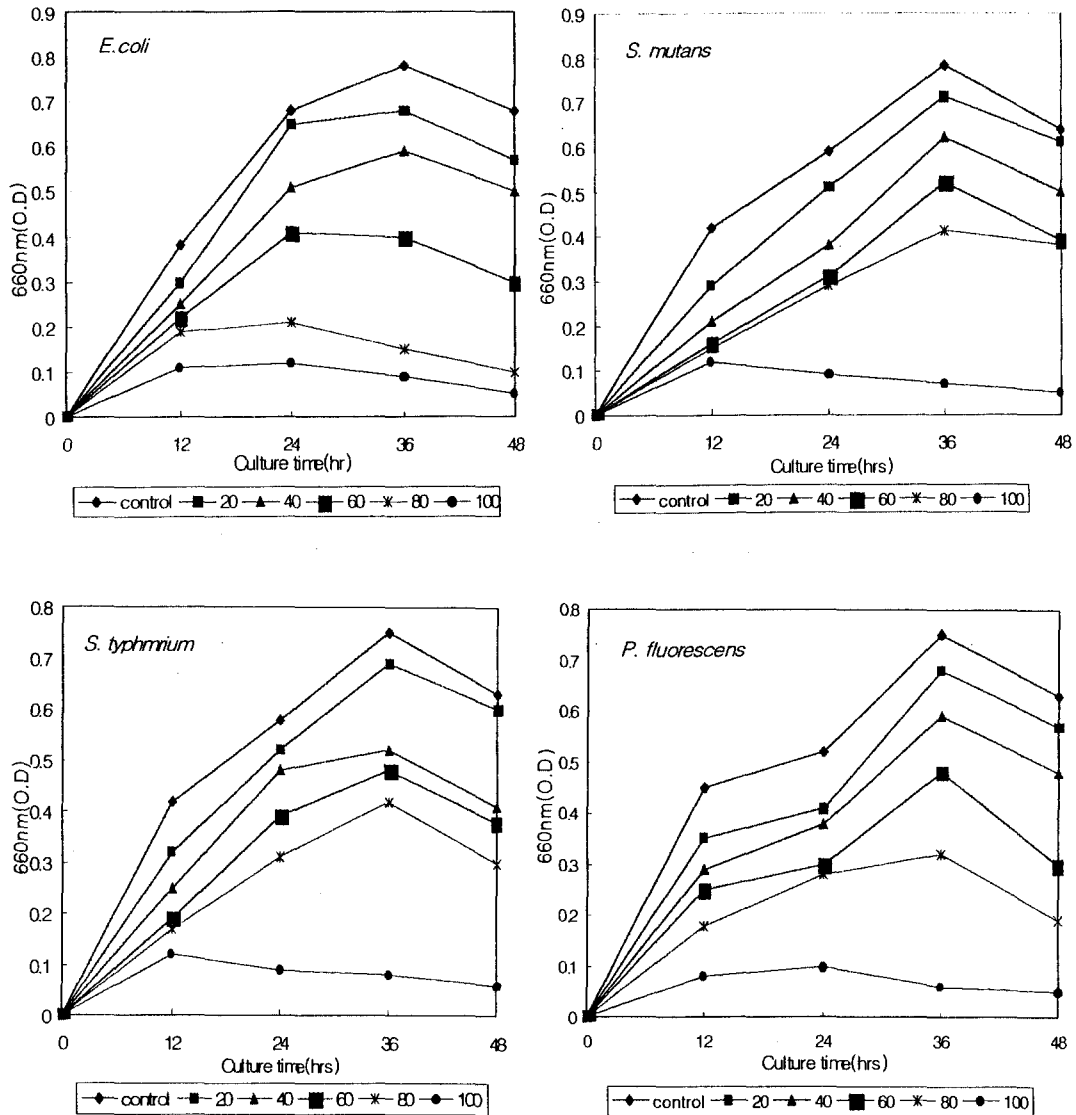 E.coli
0.9
0.8
0.7
0.6
0.5
0.4
0.3
0.2
0.1
0
660nm(O.D)
0 12 24 36 48
Culture time(hr)
control 20 40 60 80 100
S. mutans
0.9
0.8
0.7
0.6
0.5
0.4
0.3
0.2
0.1
0
660nm(O.D)
0 12 24 36 48
Culture time(hrs)
control 20 40 60 80 100
S. typhmrium
0.8
0.7
0.6
0.5
0.4
0.3
0.2
0.1
0
660nm(O.D)
0 12 24 36 48
Culture time(hrs)
control 20 40 60 80 100
P. fluorescens
0.8
0.7
0.6
0.5
0.4
0.3
0.2
0.1
0
660nm(O.D)
0 12 24 36 48
Culture time(hrs)
control 20 40 60 80 100